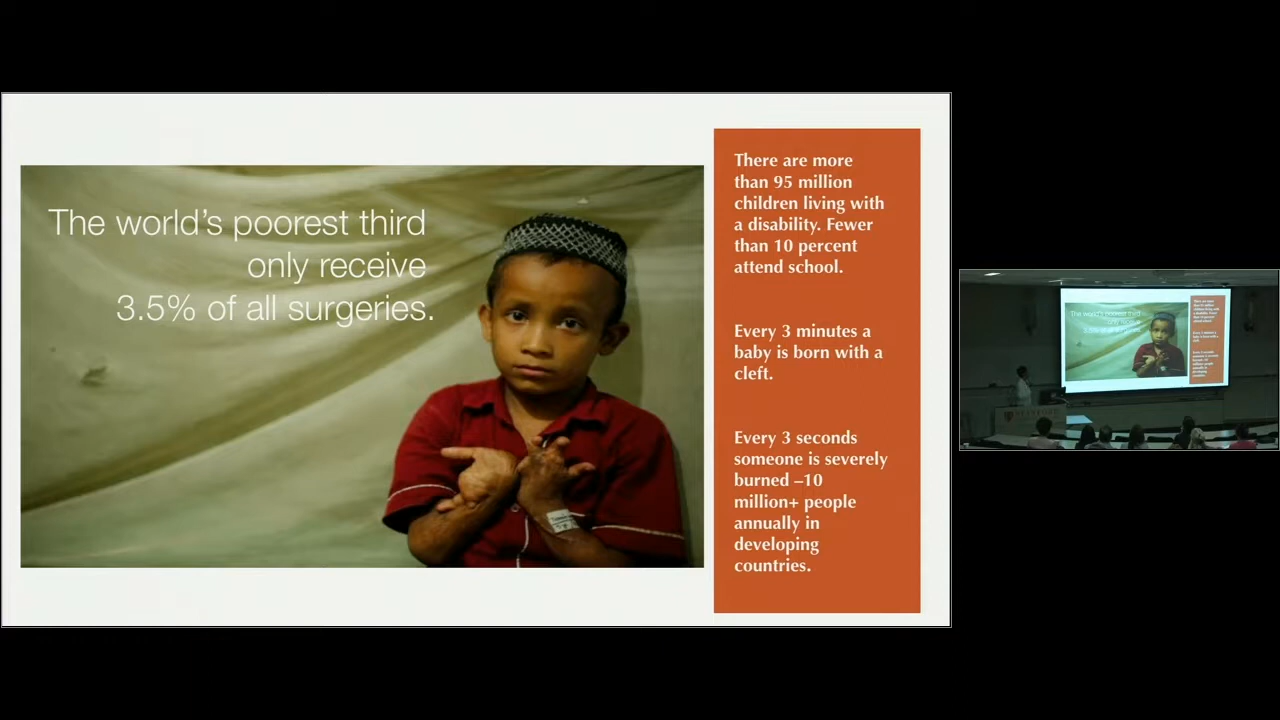 The world's poorest third
only receive
3.5% of all surgeries.
There are more
than 95 million
children living with
a disability. Fewer
than 10 percent
attend school.
Every 3 minutes a
baby is born with a
cleft.
Every 3 seconds
someone is severely
burned –10
million+ people
annually in
developing
countries.